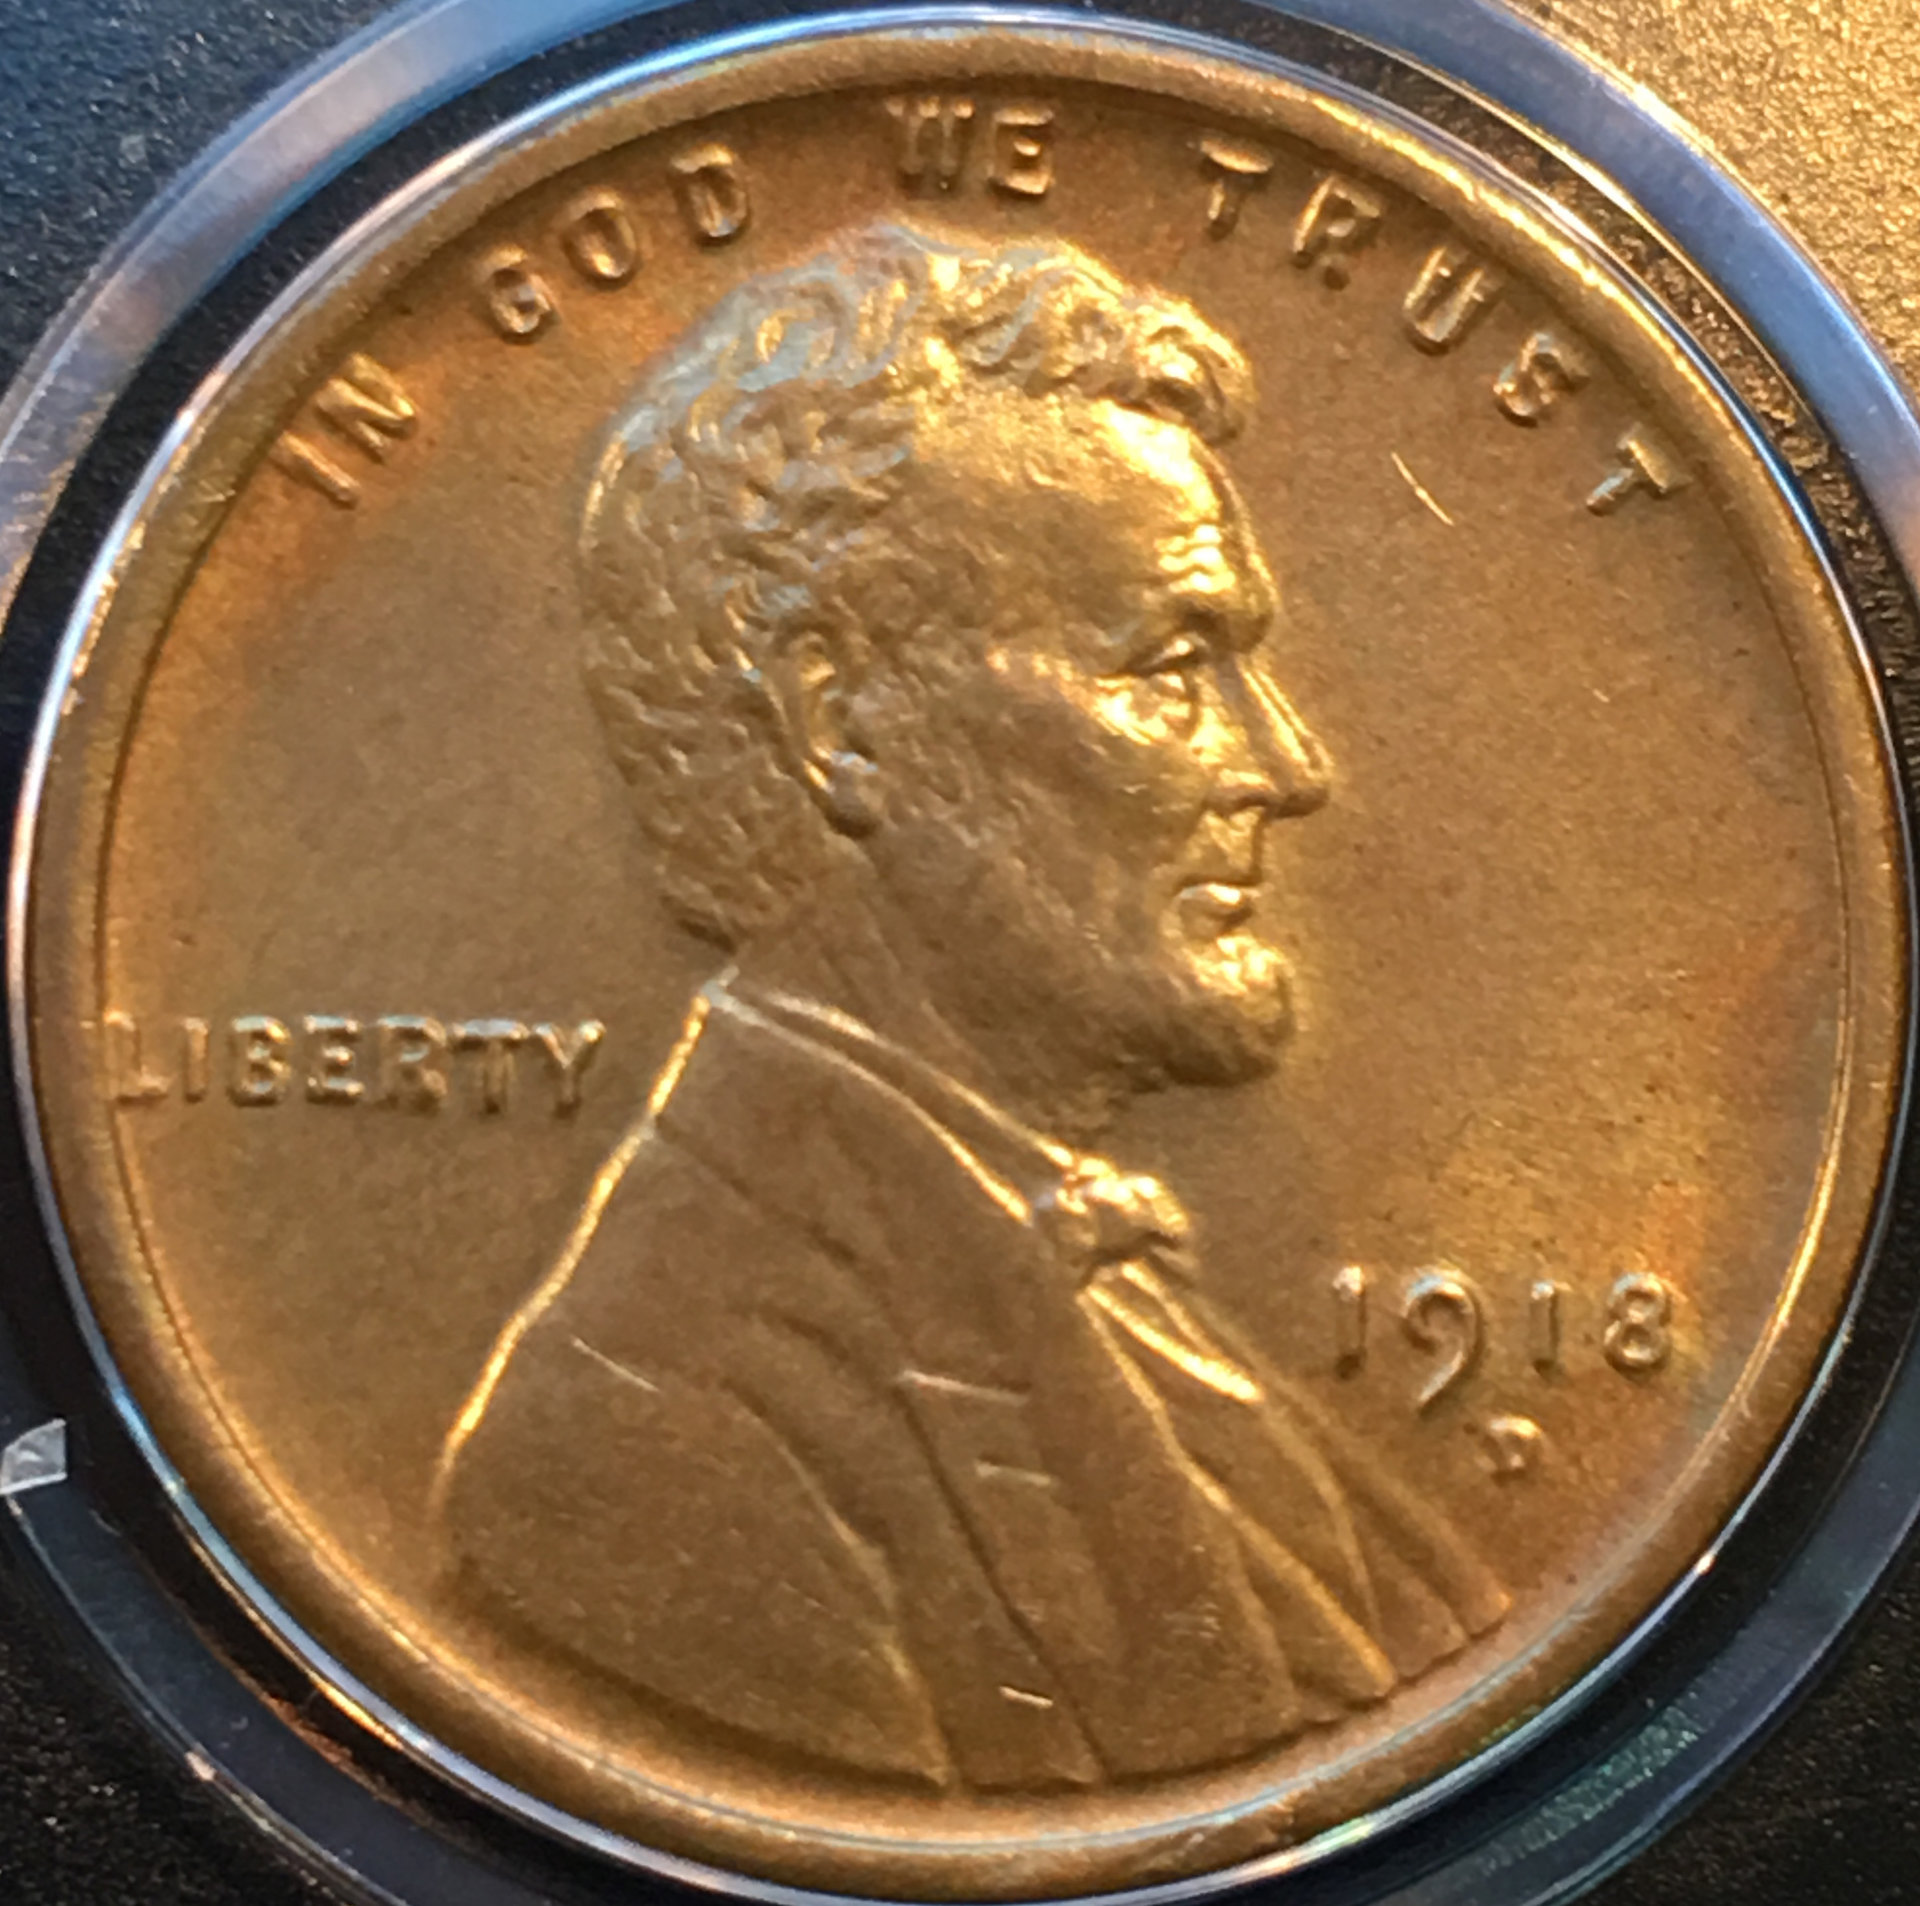 IN GOD WE TRUST
LIBERTY
1918
D